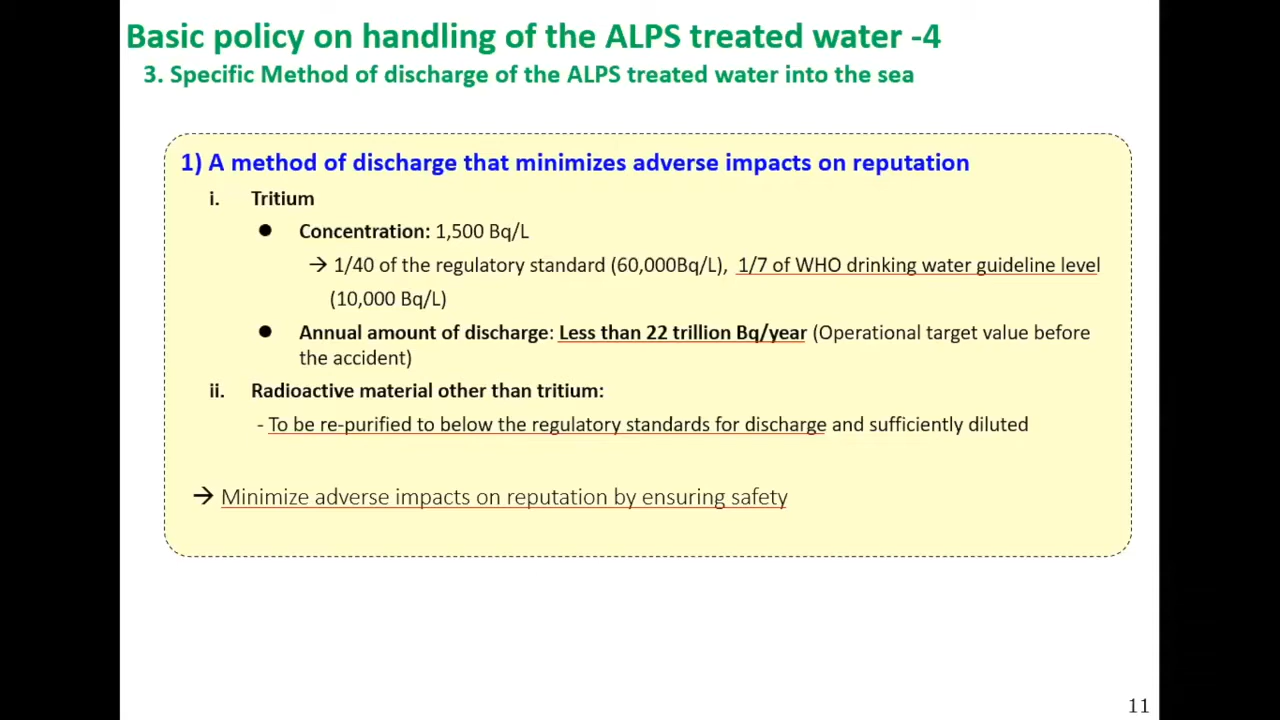 Basic policy on handling of the ALPS treated water -4
3. Specific Method of discharge of the ALPS treated water into the sea
1) A method of discharge that minimizes adverse impacts on reputation
i. Tritium
● Concentration: 1,500 Bq/L
→ 1/40 of the regulatory standard (60,000Bq/L), 1/7 of WHO drinking water guideline level
(10,000 Bq/L)
● Annual amount of discharge: Less than 22 trillion Bq/year (Operational target value before
the accident)
ii. Radioactive material other than tritium:
- To be re-purified to below the regulatory standards for discharge and sufficiently diluted
→ Minimize adverse impacts on reputation by ensuring safety
11